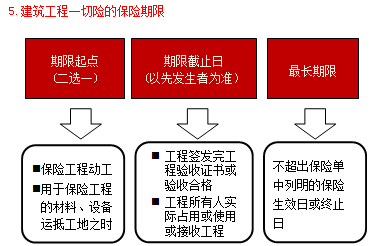 5.建筑工程一切险的保险期限
期限起点
(二选一)
期限截止日
(以先发生者为准)
最长期限
■保险工程动工
■用于保险工程
的材料、设备
运抵工地之时
■ 工程签发完工
程验收证书或
验收合格
■ 工程所有人实
际占用或使用
或接收工程
不超出保险单
中列明的保险
生效日或终止
日